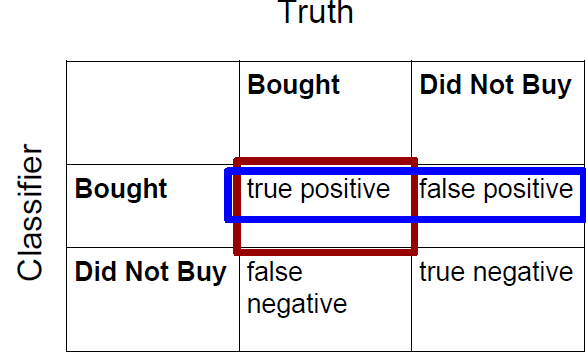 Truth
Bought Did Not Buy
Classifier
Bought true positive false positive
Did Not Buy false true negative
negative